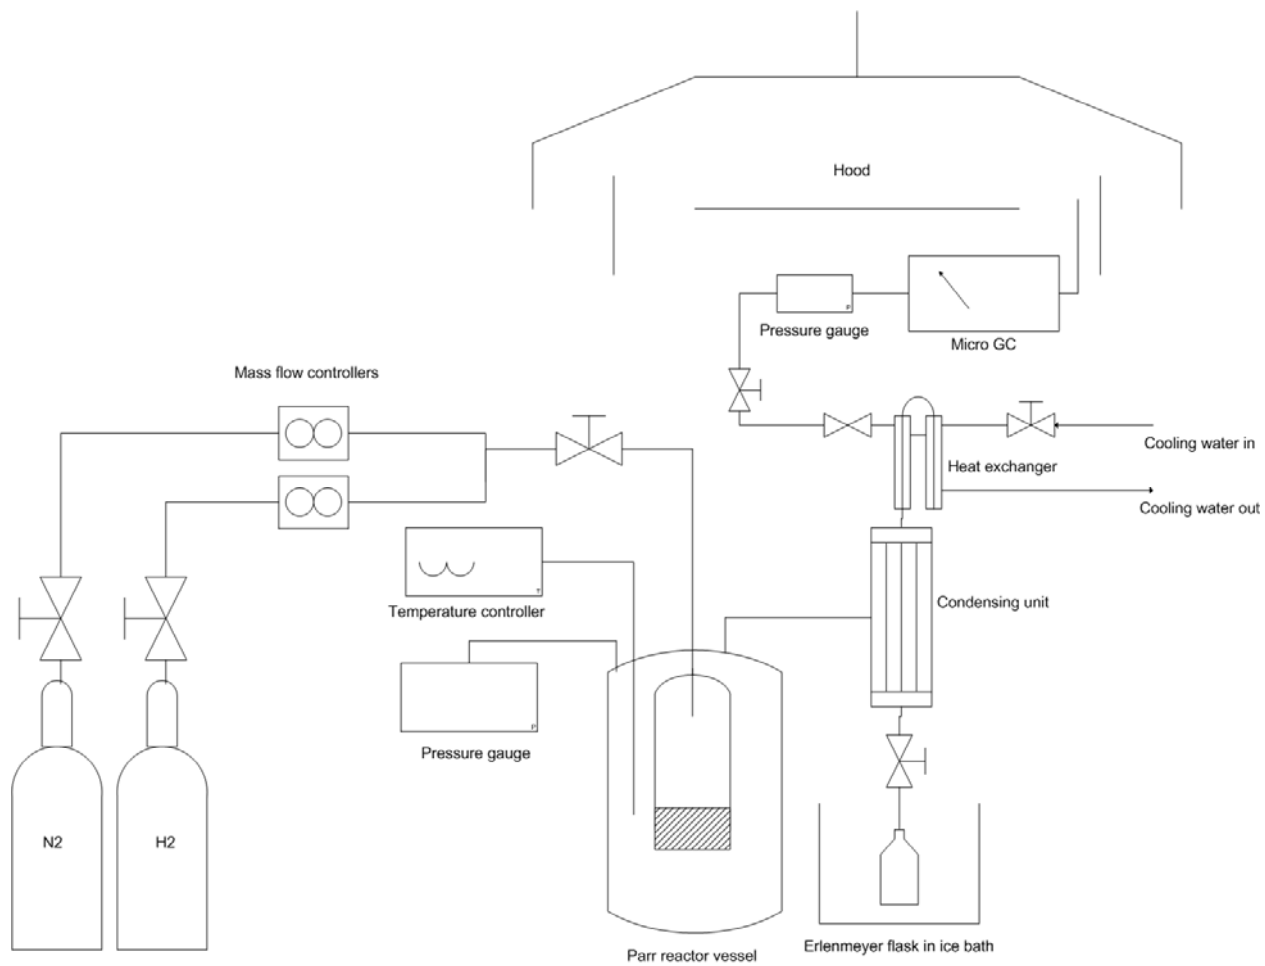 Hood
P
Pressure gauge
Micro GC
Mass flow controllers
Cooling water in
Heat exchanger
Cooling water out
T
Temperature controller
Condensing unit
P
Pressure gauge
N2
H2
Erlenmeyer flask in ice bath
Parr reactor vessel